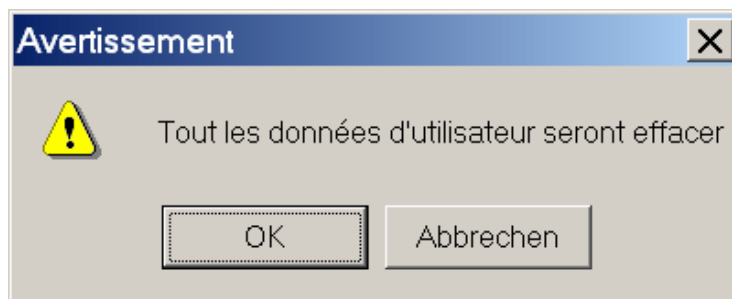 Avertissement
Tout les données d'utilisateur seront effacer
OK
Abbrechen